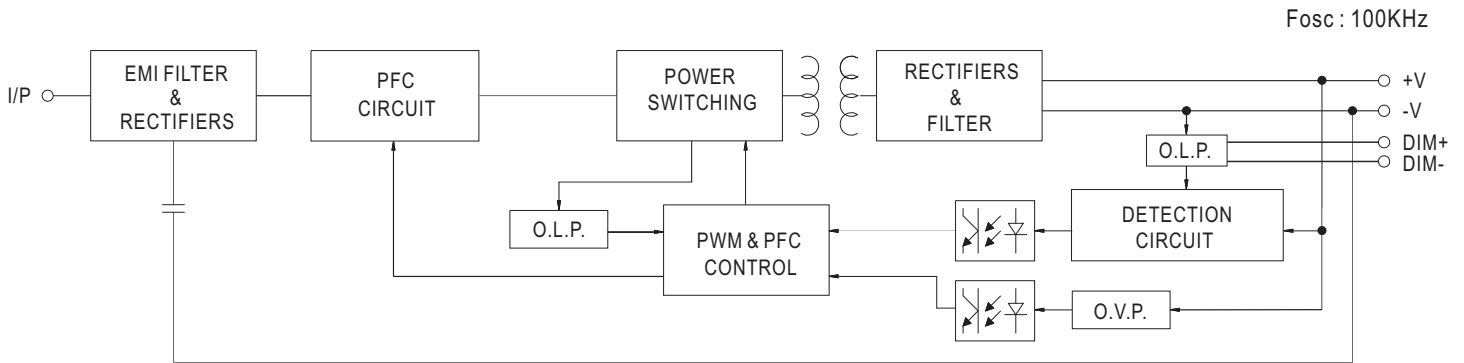 Fosc : 100KHz
I/P
EMI FILTER
&
RECTIFIERS
PFC
CIRCUIT
POWER
SWITCHING
RECTIFIERS
&
FILTER
+V
-V
DIM+
DIM-
O.L.P.
O.L.P.
PWM & PFC
CONTROL
DETECTION
CIRCUIT
O.V.P.